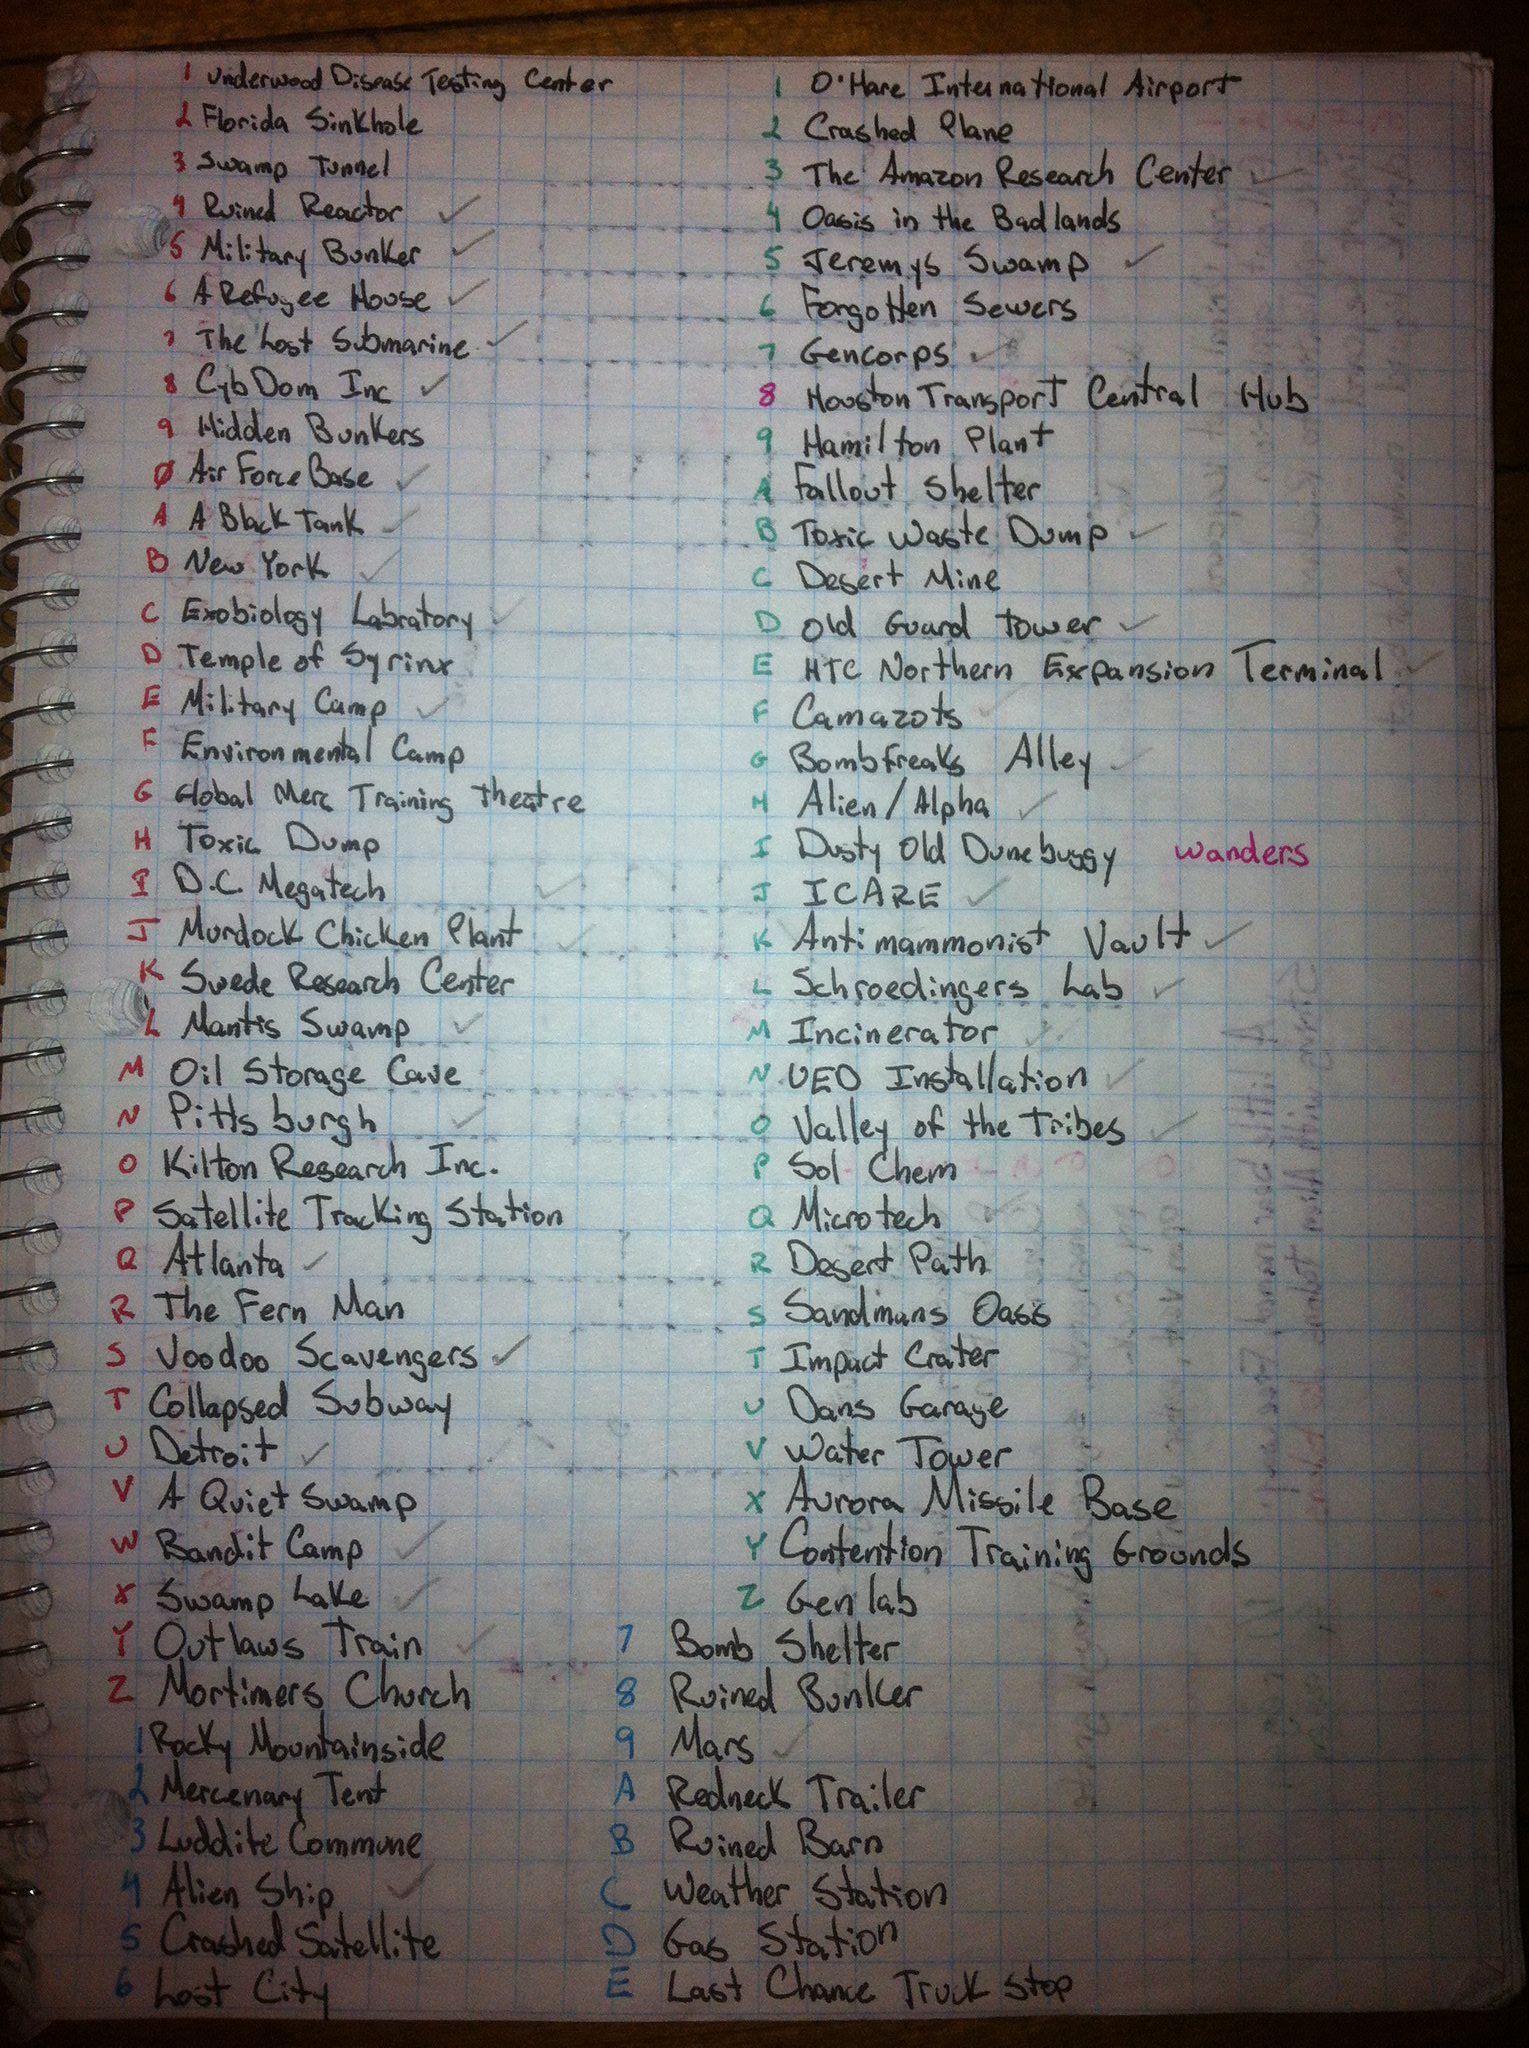 1 Underwood Disease Testing Center
2 Florida Sinkhole
3 Swamp Tunnel
4 Ruined Reactor ✓
5 Military Bunker ✓
6 A Refugee House ✓
7 The Lost Submarine ✓
8 CybDom Inc ✓
9 Hidden Bunkers
Ø Air Force Base ✓
A A Black Tank ✓
B New York ✓
C Exobiology Labratory ✓
D Temple of Syrinx
E Military Camp ✓
F Environmental Camp
G Global Merc Training Theatre
H Toxic Dump
I D.C. Megatech ✓
J Murdock Chicken Plant ✓
K Swede Research Center
L Mantis Swamp ✓
M Oil Storage Cave
N Pittsburgh ✓
O Kilton Research Inc.
P Satellite Tracking Station
Q Atlanta ✓
R The Fern Man
S Voodoo Scavengers ✓
T Collapsed Subway
U Detroit ✓
V A Quiet Swamp
W Bandit Camp ✓
X Swamp Lake ✓
Y Outlaws Train ✓
Z Mortimers Church
1 Rocky Mountainside
2 Mercenary Tent
3 Luddite Commune
4 Alien Ship ✓
5 Crashed Satellite
6 Lost City
1 O'Hare International Airport
2 Crashed Plane
3 The Amazon Research Center ✓
4 Oasis in the Badlands
5 Jeremys Swamp ✓
6 Forgotten Sewers
7 Gencorps ✓
8 Houston Transport Central Hub
9 Hamilton Plant
A Fallout Shelter
B Toxic Waste Dump ✓
C Desert Mine
D Old Guard Tower ✓
E HTC Northern Expansion Terminal ✓
F Camazots ✓
G Bombfreaks Alley ✓
H Alien/Alpha ✓
I Dusty Old Dunebuggy wanders
J ICARE ✓
K Antimammonist Vault ✓
L Schroedingers Lab ✓
M Incinerator ✓
N UEO Installation ✓
O Valley of the Tribes ✓
P Sol Chem
Q Microtech ✓
R Desert Path
S Sandmans Oasis
T Impact Crater
U Dans Garage
V Water Tower
X Aurora Missile Base
Y Contention Training Grounds
Z Genlab
7 Bomb Shelter
8 Ruined Bunker
9 Mars ✓
A Redneck Trailer
B Ruined Barn
C Weather Station
D Gas Station
E Last Chance Truck Stop